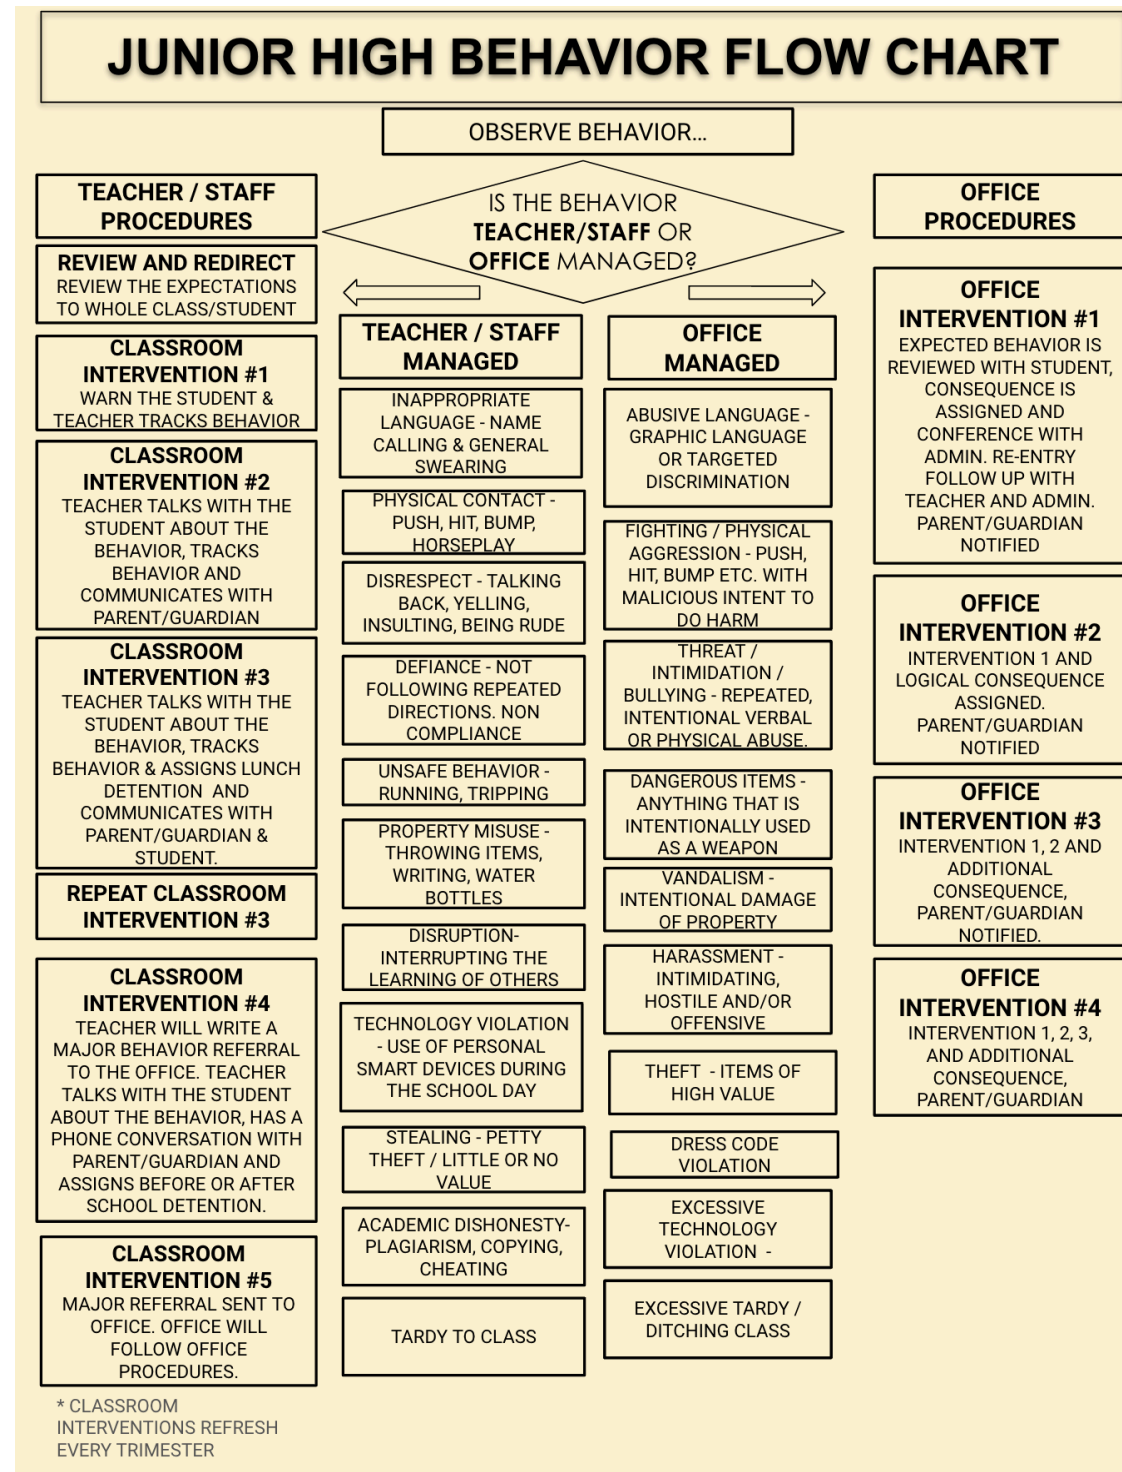 JUNIOR HIGH BEHAVIOR FLOW CHART
OBSERVE BEHAVIOR...
IS THE BEHAVIOR
TEACHER/STAFF OR
OFFICE MANAGED?
TEACHER / STAFF
PROCEDURES
REVIEW AND REDIRECT
REVIEW THE EXPECTATIONS
TO WHOLE CLASS/STUDENT
CLASSROOM
INTERVENTION #1
WARN THE STUDENT &
TEACHER TRACKS BEHAVIOR
CLASSROOM
INTERVENTION #2
TEACHER TALKS WITH THE
STUDENT ABOUT THE
BEHAVIOR, TRACKS
BEHAVIOR AND
COMMUNICATES WITH
PARENT/GUARDIAN
CLASSROOM
INTERVENTION #3
TEACHER TALKS WITH THE
STUDENT ABOUT THE
BEHAVIOR, TRACKS
BEHAVIOR & ASSIGNS LUNCH
DETENTION AND
COMMUNICATES WITH
PARENT/GUARDIAN &
STUDENT.
REPEAT CLASSROOM
INTERVENTION #3
CLASSROOM
INTERVENTION #4
TEACHER WILL WRITE A
MAJOR BEHAVIOR REFERRAL
TO THE OFFICE. TEACHER
TALKS WITH THE STUDENT
ABOUT THE BEHAVIOR, HAS A
PHONE CONVERSATION WITH
PARENT/GUARDIAN AND
ASSIGNS BEFORE OR AFTER
SCHOOL DETENTION.
CLASSROOM
INTERVENTION #5
MAJOR REFERRAL SENT TO
OFFICE. OFFICE WILL
FOLLOW OFFICE
PROCEDURES.
* CLASSROOM
INTERVENTIONS REFRESH
EVERY TRIMESTER
TEACHER / STAFF
MANAGED
INAPPROPRIATE
LANGUAGE - NAME
CALLING & GENERAL
SWEARING
PHYSICAL CONTACT -
PUSH, HIT, BUMP,
HORSEPLAY
DISRESPECT - TALKING
BACK, YELLING,
INSULTING, BEING RUDE
DEFIANCE - NOT
FOLLOWING REPEATED
DIRECTIONS. NON
COMPLIANCE
UNSAFE BEHAVIOR -
RUNNING, TRIPPING
PROPERTY MISUSE -
THROWING ITEMS,
WRITING, WATER
BOTTLES
DISRUPTION-
INTERRUPTING THE
LEARNING OF OTHERS
TECHNOLOGY VIOLATION
- USE OF PERSONAL
SMART DEVICES DURING
THE SCHOOL DAY
STEALING - PETTY
THEFT / LITTLE OR NO
VALUE
ACADEMIC DISHONESTY-
PLAGIARISM, COPYING,
CHEATING
TARDY TO CLASS
OFFICE
MANAGED
ABUSIVE LANGUAGE -
GRAPHIC LANGUAGE
OR TARGETED
DISCRIMINATION
FIGHTING / PHYSICAL
AGGRESSION - PUSH,
HIT, BUMP ETC. WITH
MALICIOUS INTENT TO
DO HARM
THREAT /
INTIMIDATION /
BULLYING - REPEATED,
INTENTIONAL VERBAL
OR PHYSICAL ABUSE.
DANGEROUS ITEMS -
ANYTHING THAT IS
INTENTIONALLY USED
AS A WEAPON
VANDALISM -
INTENTIONAL DAMAGE
OF PROPERTY
HARASSMENT -
INTIMIDATING,
HOSTILE AND/OR
OFFENSIVE
THEFT - ITEMS OF
HIGH VALUE
DRESS CODE
VIOLATION
EXCESSIVE
TECHNOLOGY
VIOLATION -
EXCESSIVE TARDY /
DITCHING CLASS
OFFICE
PROCEDURES
OFFICE
INTERVENTION #1
EXPECTED BEHAVIOR IS
REVIEWED WITH STUDENT,
CONSEQUENCE IS
ASSIGNED AND
CONFERENCE WITH
ADMIN. RE-ENTRY
FOLLOW UP WITH
TEACHER AND ADMIN.
PARENT/GUARDIAN
NOTIFIED
OFFICE
INTERVENTION #2
INTERVENTION 1 AND
LOGICAL CONSEQUENCE
ASSIGNED.
PARENT/GUARDIAN
NOTIFIED
OFFICE
INTERVENTION #3
INTERVENTION 1, 2 AND
ADDITIONAL
CONSEQUENCE,
PARENT/GUARDIAN
NOTIFIED.
OFFICE
INTERVENTION #4
INTERVENTION 1, 2, 3,
AND ADDITIONAL
CONSEQUENCE,
PARENT/GUARDIAN